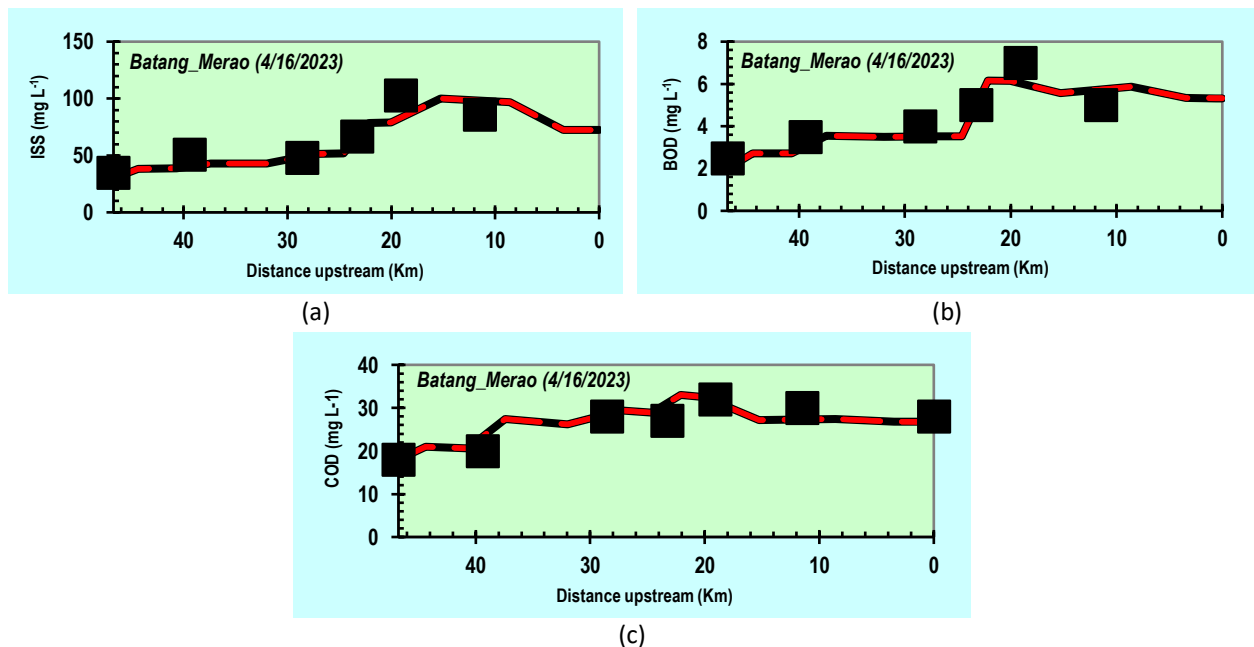 Batang_Merao (4/16/2023)
ISS (mg L⁻¹)
150
100
50
0
40 30 20 10 0
Distance upstream (Km)
(a)
Batang_Merao (4/16/2023)
BOD (mg L⁻¹)
8
6
4
2
0
40 30 20 10 0
Distance upstream (Km)
(b)
Batang_Merao (4/16/2023)
COD (mg L-1)
40
30
20
10
0
40 30 20 10 0
Distance upstream (Km)
(c)